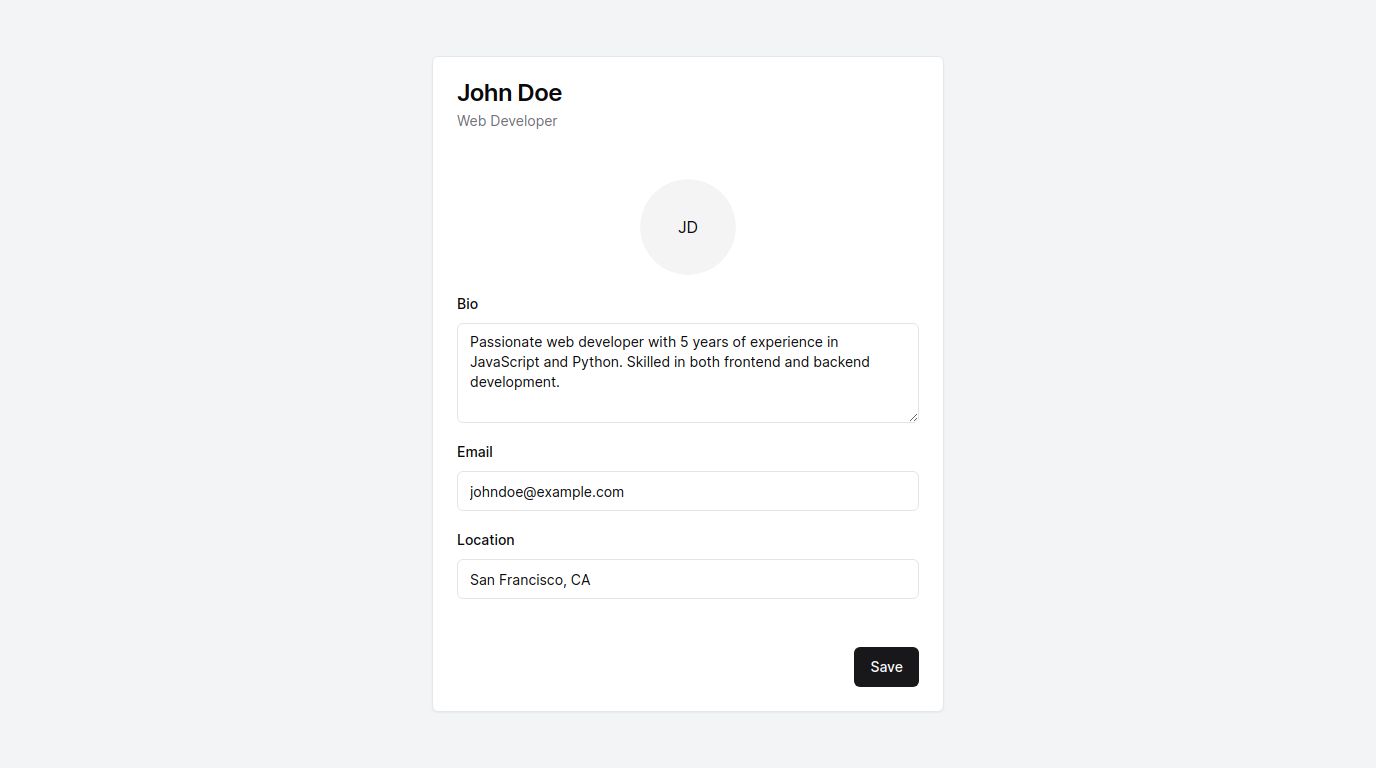 John Doe
Web Developer
JD
Bio
Passionate web developer with 5 years of experience in
JavaScript and Python. Skilled in both frontend and backend
development.
Email
johndoe@example.com
Location
San Francisco, CA
Save